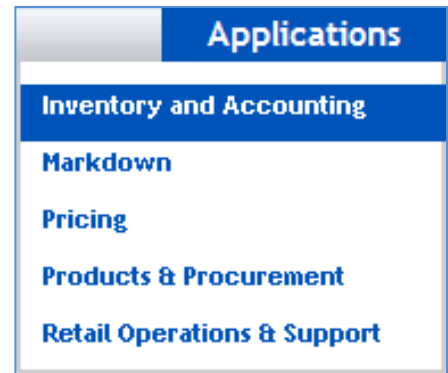 Applications
Inventory and Accounting
Markdown
Pricing
Products & Procurement
Retail Operations & Support